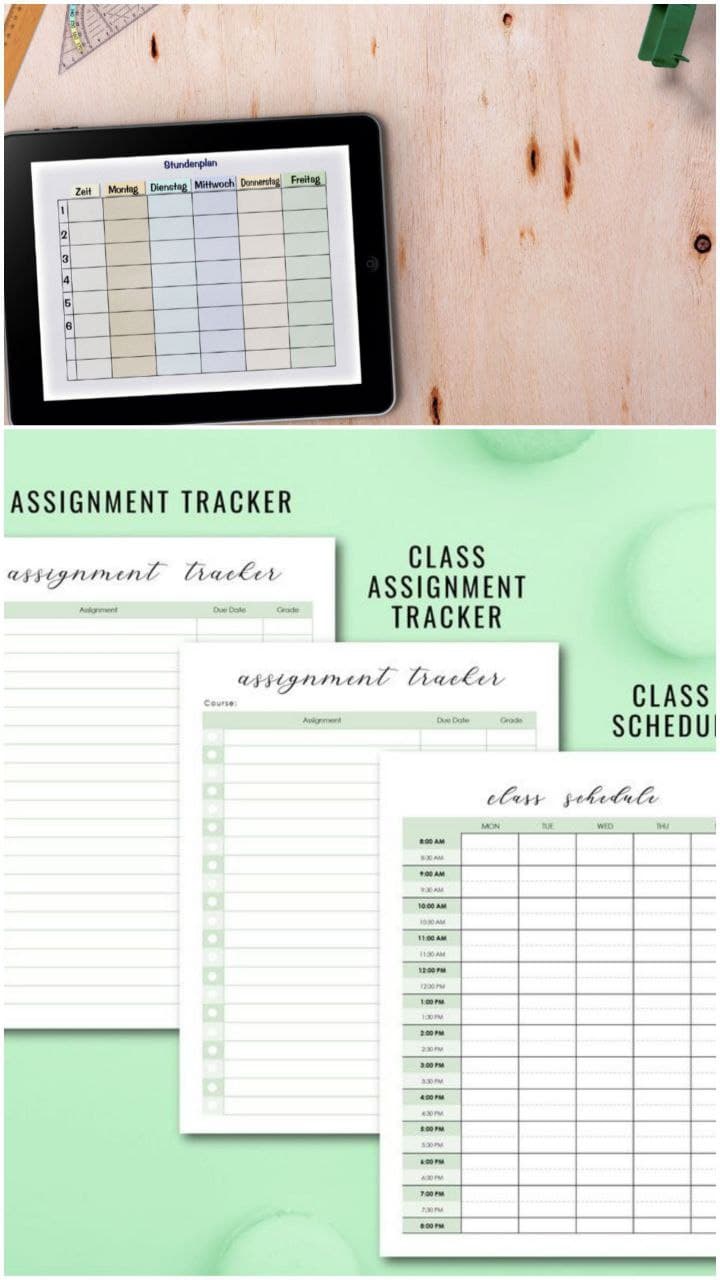 Stundenplan
Zeit Montag Dienstag Mittwoch Donnerstag Freitag
1
2
3
4
5
6
ASSIGNMENT TRACKER
assignment tracker
Assignment Due Date Grade
CLASS
ASSIGNMENT
TRACKER
assignment tracker
Course:
Assignment Due Date Grade
CLASS
SCHEDU
class schedule
MON TUE WED THU
8:00 AM
8:30 AM
9:00 AM
9:30 AM
10:00 AM
10:30 AM
11:00 AM
11:30 AM
12:00 PM
12:30 PM
1:00 PM
1:30 PM
2:00 PM
2:30 PM
3:00 PM
3:30 PM
4:00 PM
4:30 PM
5:00 PM
5:30 PM
6:00 PM
6:30 PM
7:00 PM
7:30 PM
8:00 PM